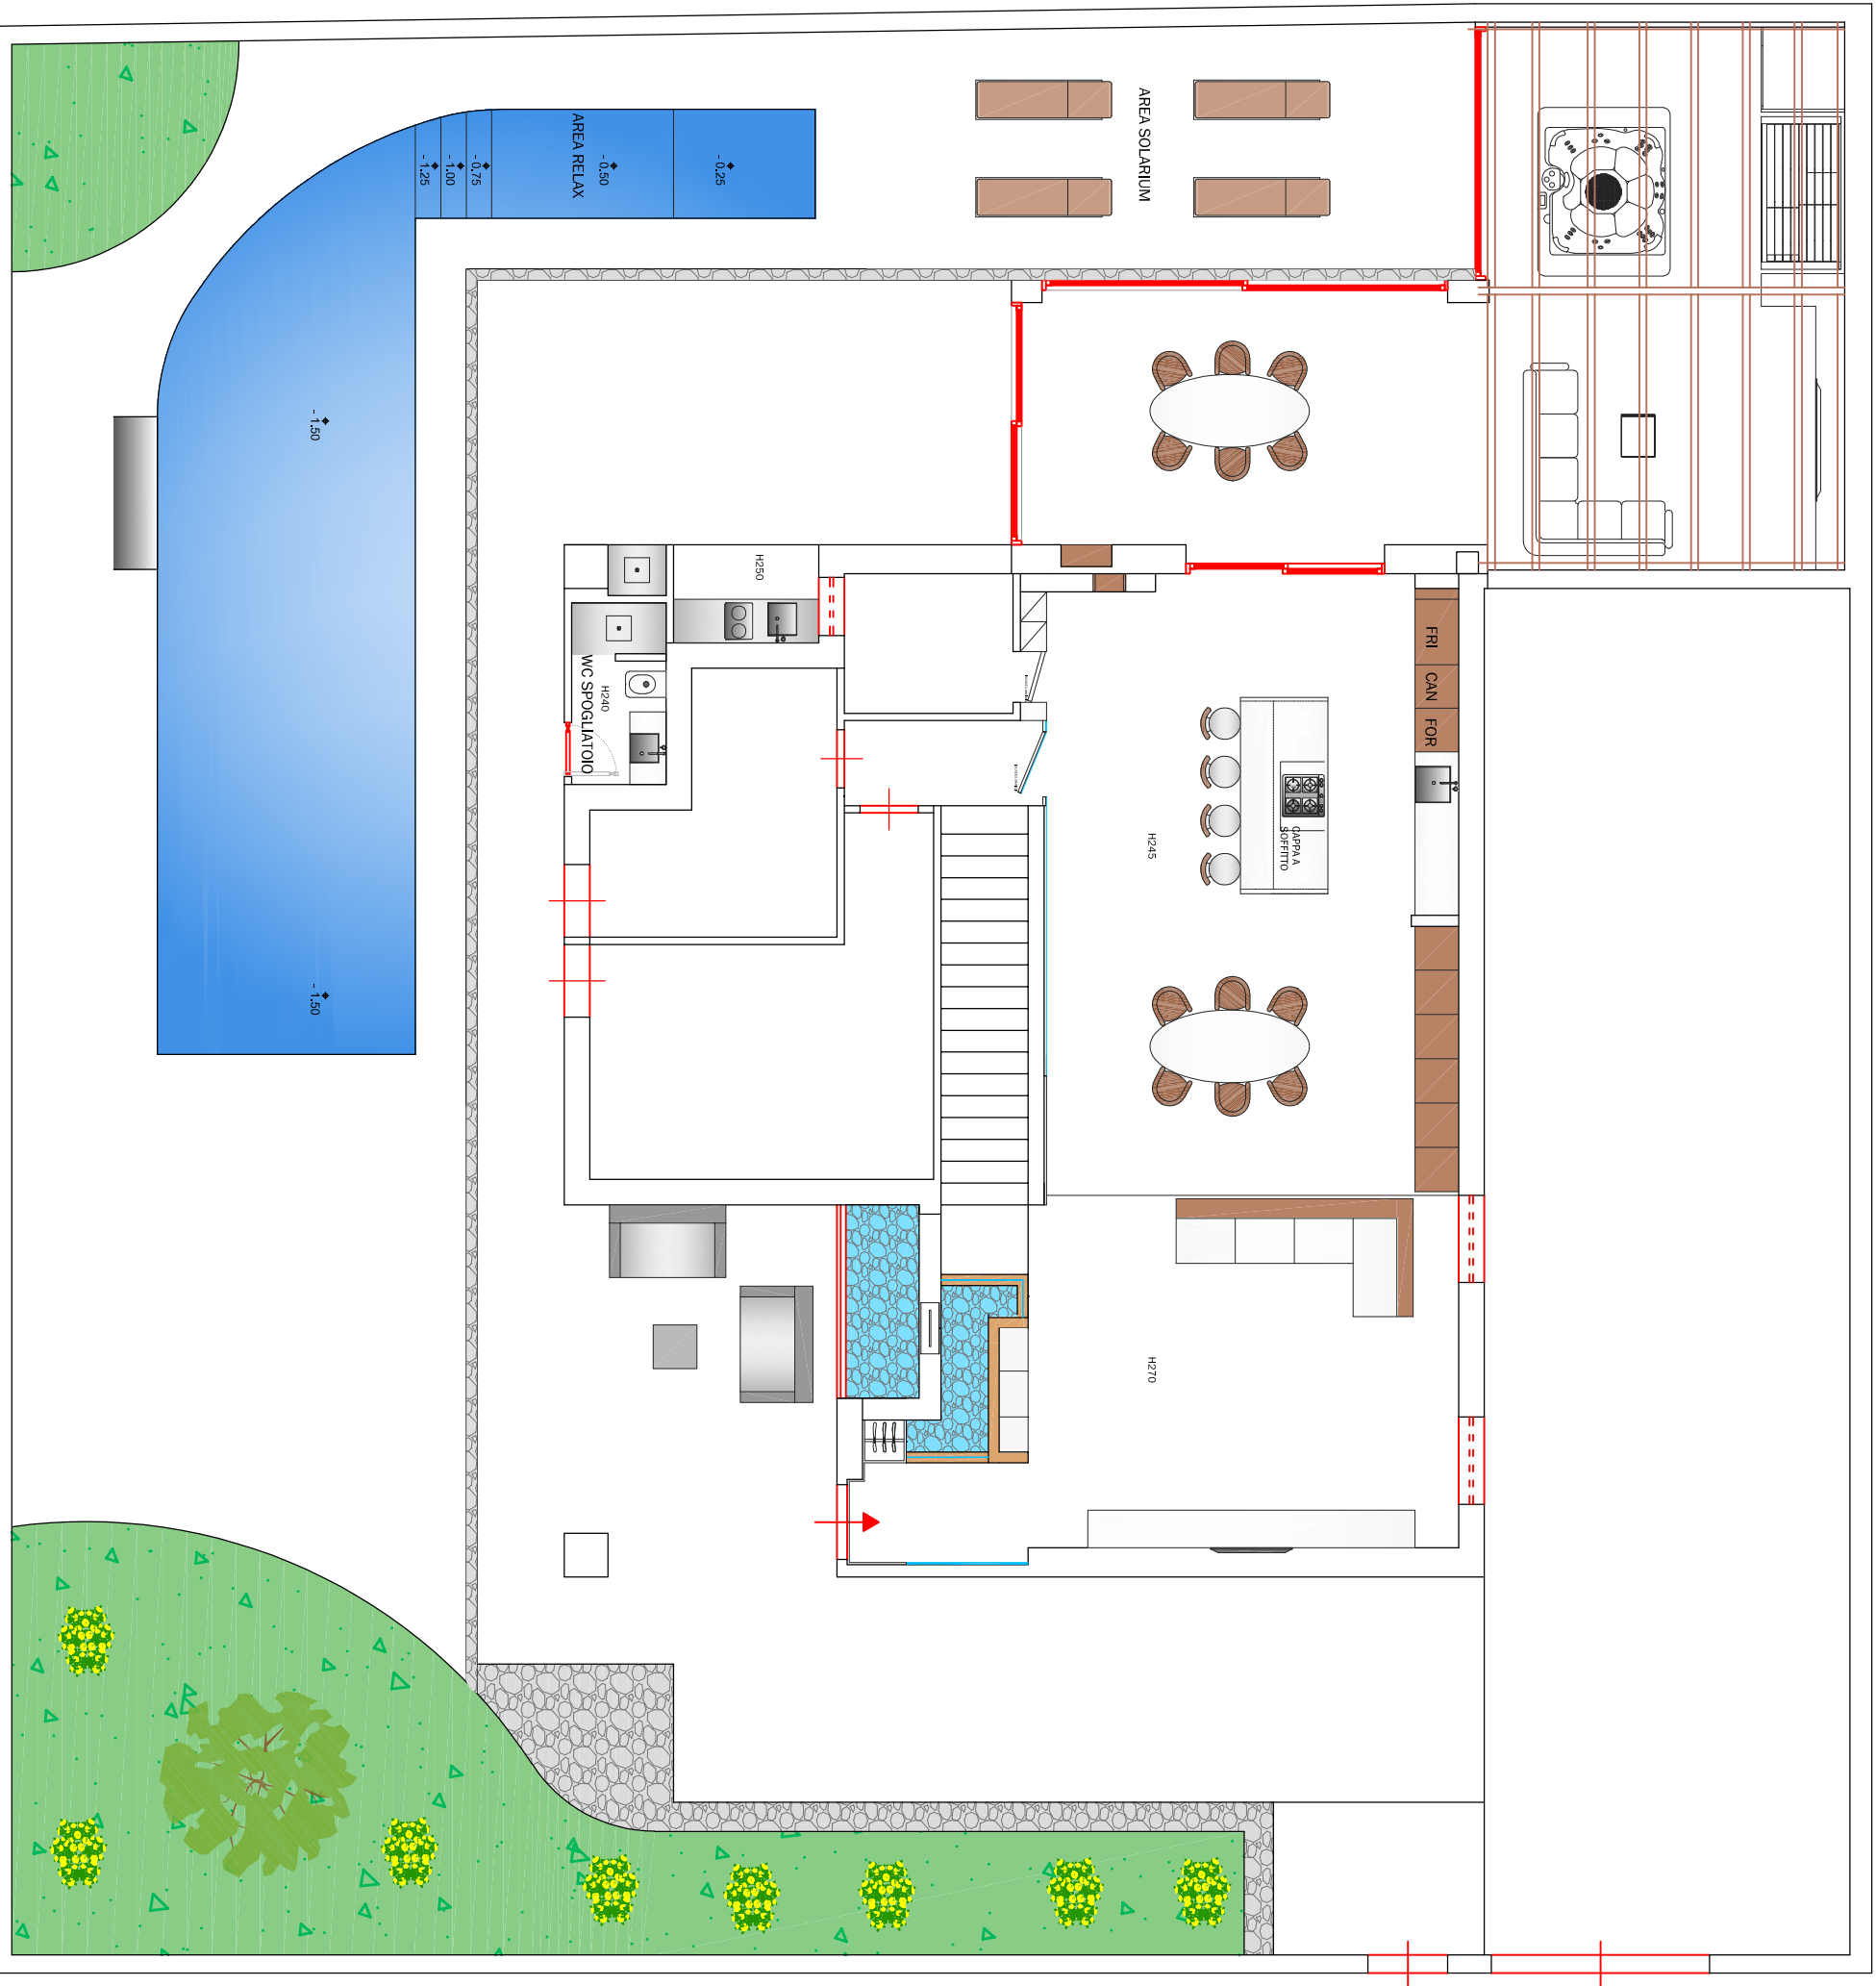 AREA SOLARIUM
AREA RELAX
- 0.25
- 0.50
- 0.75
- 1.00
- 1.25
- 1.50
- 1.50
H250
WC SPOGLIATOIO
H240
FRI
CAN
FOR
CAPPA A
SOFFITTO
H245
H270